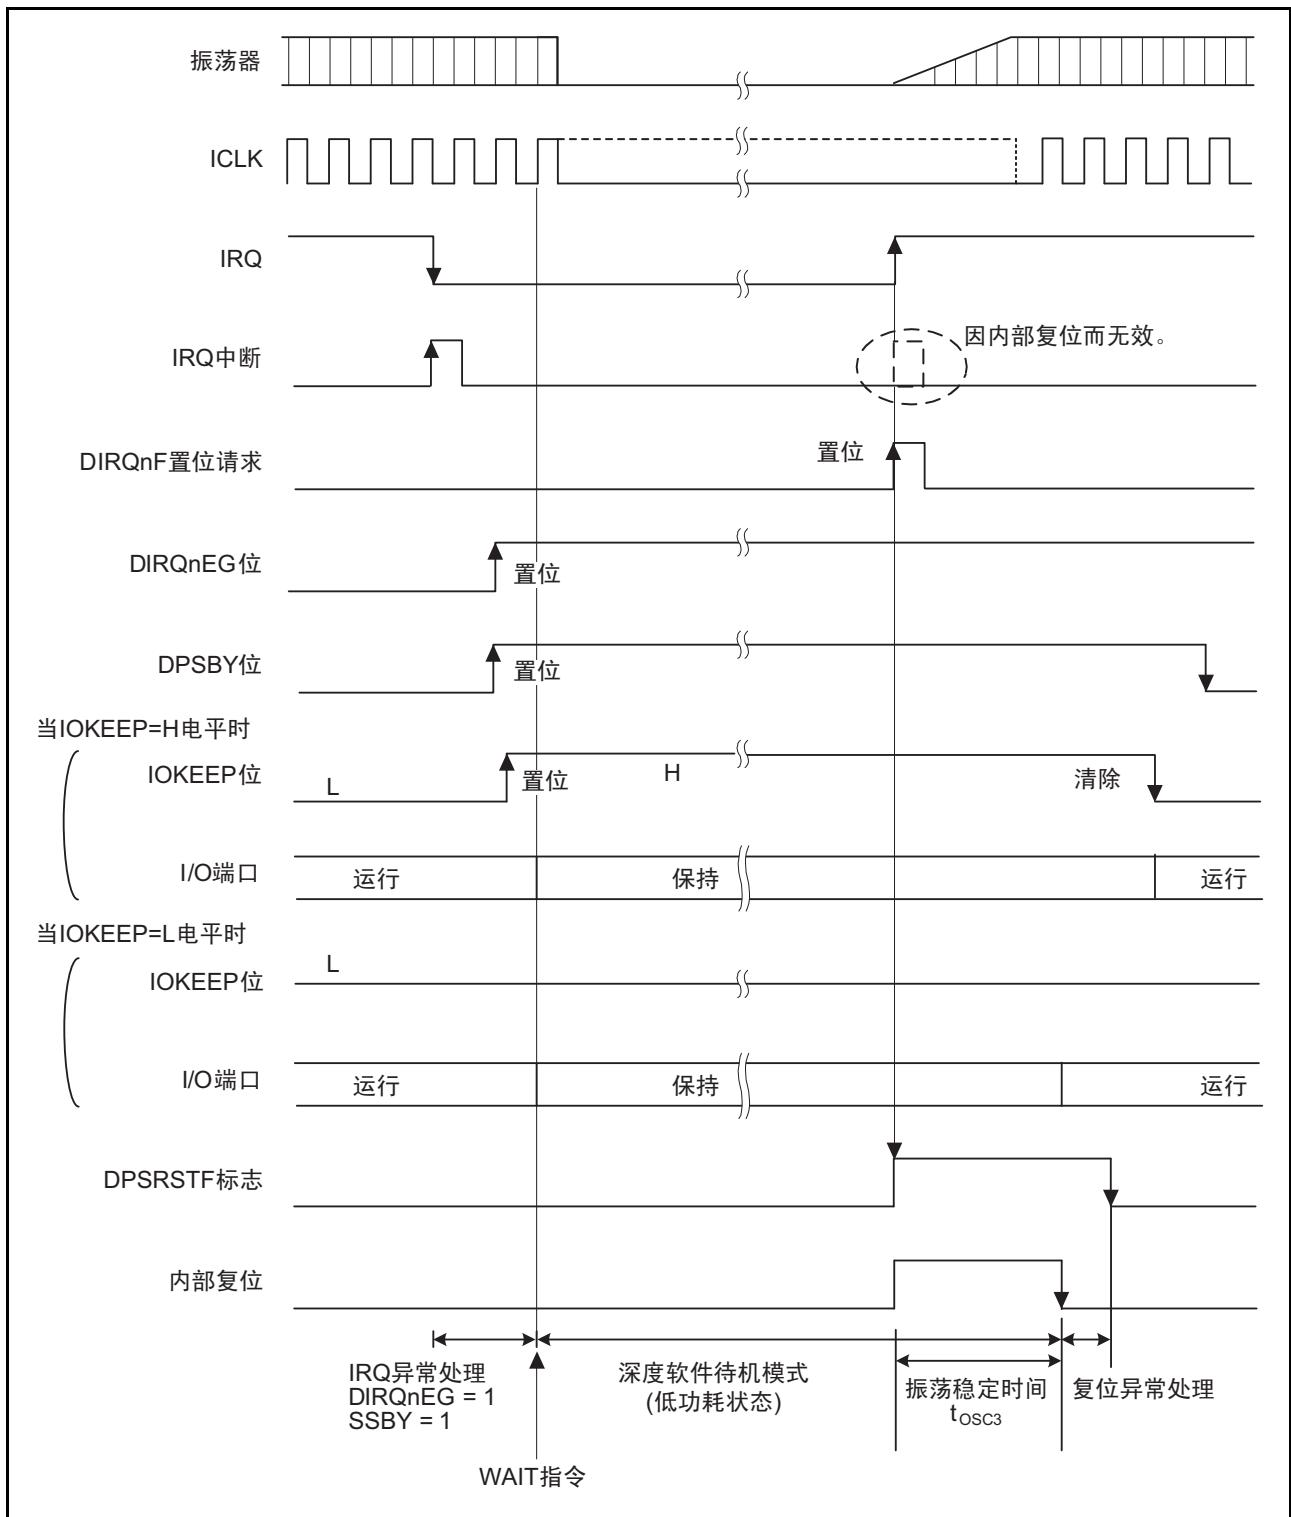 振荡器
ICLK
IRQ
IRQ中断
因内部复位而无效。
DIRQnF置位请求
置位
DIRQnEG位
置位
DPSBY位
置位
当IOKEEP=H电平时
IOKEEP位
L
置位
H
清除
I/O端口
运行
保持
运行
当IOKEEP=L电平时
IOKEEP位
L
I/O端口
运行
保持
运行
DPSRSTF标志
内部复位
IRQ异常处理
DIRQnEG = 1
SSBY = 1
深度软件待机模式
(低功耗状态)
振荡稳定时间
tOSC3
复位异常处理
WAIT指令